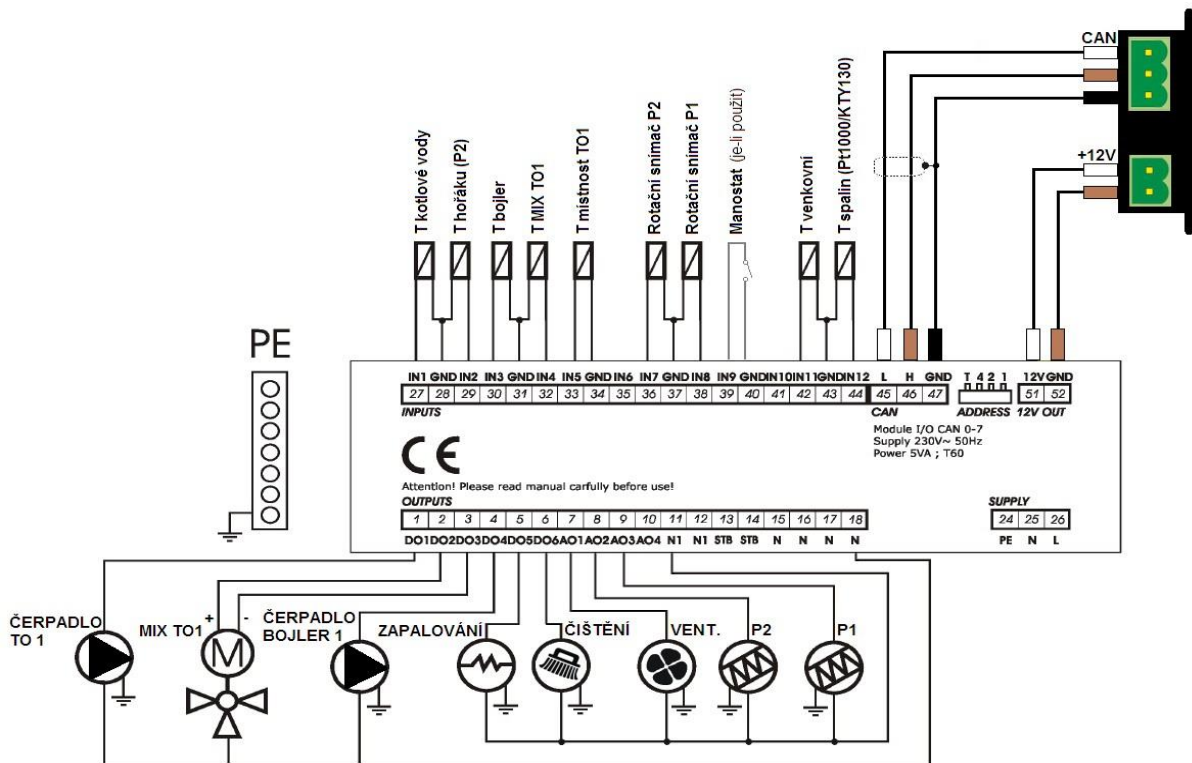 CAN
+12V
T kotlové vody
T hořáku (P2)
T bojler
T MIX TO1
T místnost TO1
Rotační snímač P2
Rotační snímač P1
Manostat (je-li použit)
T venkovní
T spalin (Pt1000/KTY130)
PE
IN1 GND IN2 IN3 GND IN4 IN5 GND IN6 IN7 GND IN8 IN9 GND IN10 IN11 GND IN12 L H GND T 4 2 1 12V GND
27 28 29 30 31 32 33 34 35 36 37 38 39 40 41 42 43 44 45 46 47 51 52
INPUTS CAN ADDRESS 12V OUT
Module I/O CAN 0-7
Supply 230V~ 50Hz
Power 5VA ; T60
CE
Attention! Please read manual carfully before use!
OUTPUTS SUPPLY
1 2 3 4 5 6 7 8 9 10 11 12 13 14 15 16 17 18 24 25 26
DO1 DO2 DO3 DO4 DO5 DO6 AO1 AO2 AO3 AO4 N1 N1 STB STB N N N N PE N L
ČERPADLO
TO 1
MIX TO1
+ -
M
ČERPADLO
BOJLER 1
ZAPALOVÁNÍ
ČIŠTĚNÍ
VENT.
P2
P1